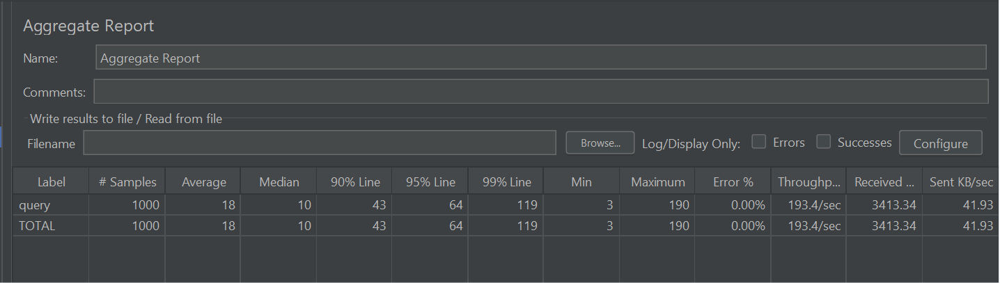 Aggregate Report
Name: Aggregate Report
Comments:
Write results to file / Read from file
Filename Browse... Log/Display Only: Errors Successes Configure
Label # Samples Average Median 90% Line 95% Line 99% Line Min Maximum Error % Throughp... Received ... Sent KB/sec
query 1000 18 10 43 64 119 3 190 0.00% 193.4/sec 3413.34 41.93
TOTAL 1000 18 10 43 64 119 3 190 0.00% 193.4/sec 3413.34 41.93